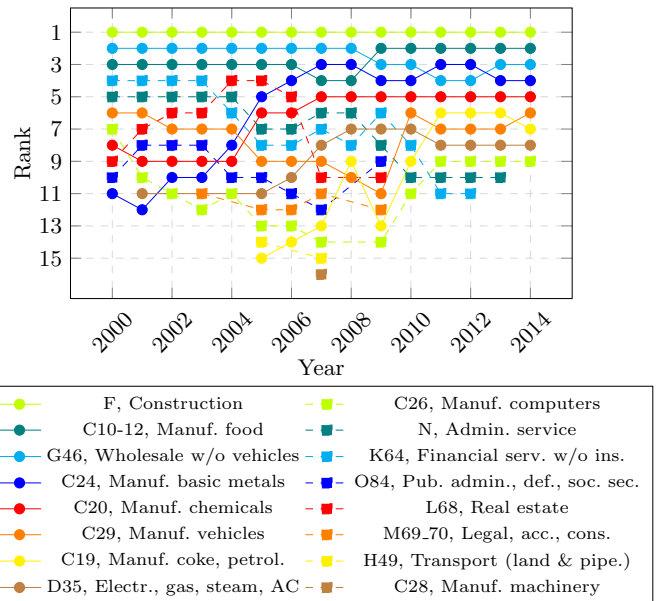 1
3
5
7
9
11
13
15
Rank
2000
2002
2004
2006
2008
2010
2012
2014
Year
F, Construction
C26, Manuf. computers
C10-12, Manuf. food
N, Admin. service
G46, Wholesale w/o vehicles
K64, Financial serv. w/o ins.
C24, Manuf. basic metals
O84, Pub. admin., def., soc. sec.
C20, Manuf. chemicals
L68, Real estate
C29, Manuf. vehicles
M69_70, Legal, acc., cons.
C19, Manuf. coke, petrol.
H49, Transport (land & pipe.)
D35, Electr., gas, steam, AC
C28, Manuf. machinery